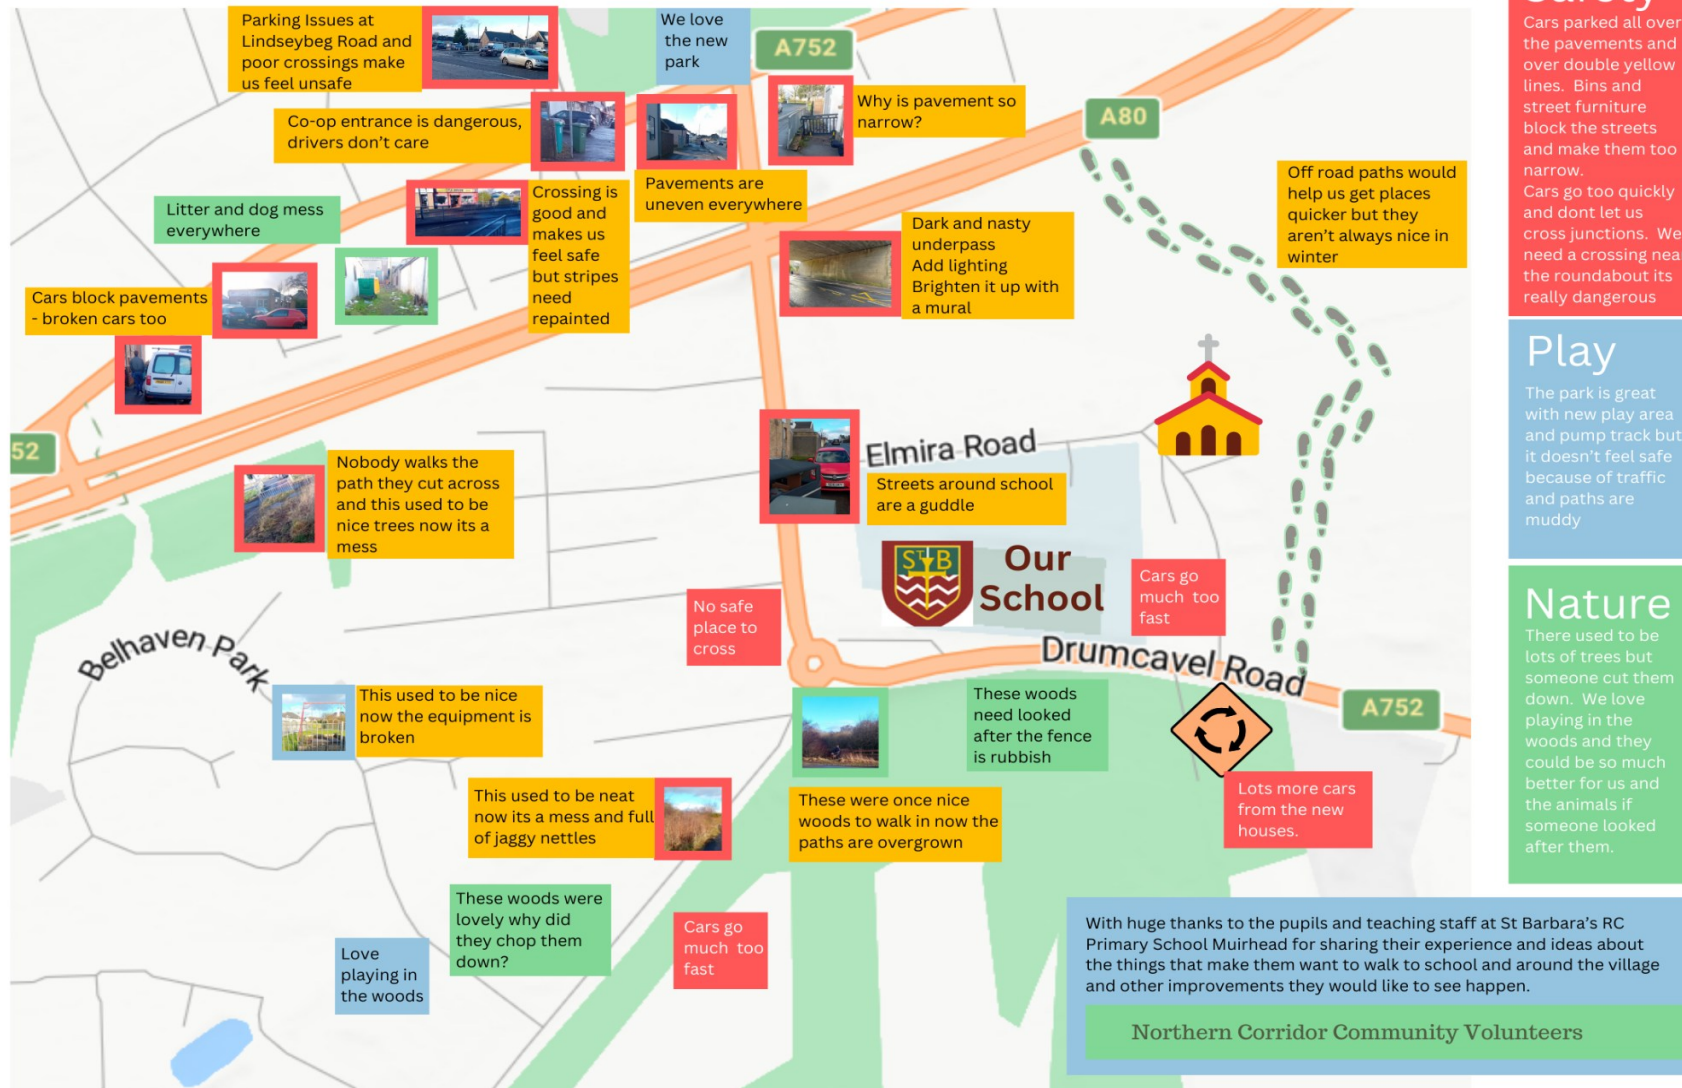 Parking Issues at
Lindseybeg Road and
poor crossings make
us feel unsafe
We love
the new
park
A752
Co-op entrance is dangerous,
drivers don't care
Why is pavement so
narrow?
A80
Litter and dog mess
everywhere
Crossing is
good and
makes us
feel safe
but stripes
need
repainted
Pavements are
uneven everywhere
Dark and nasty
underpass
Add lighting
Brighten it up with
a mural
Off road paths would
help us get places
quicker but they
aren't always nice in
winter
Cars block pavements
- broken cars too
52
Nobody walks the
path they cut across
and this used to be
nice trees now its a
mess
Elmira Road
Streets around school
are a guddle
ST B
Our
School
Cars go
much too
fast
No safe
place to
cross
Drumcavel Road
A752
Belhaven Park
This used to be nice
now the equipment is
broken
These woods
need looked
after the fence
is rubbish
This used to be neat
now its a mess and full
of jaggy nettles
These were once nice
woods to walk in now the
paths are overgrown
Lots more cars
from the new
houses.
These woods were
lovely why did
they chop them
down?
Love
playing in
the woods
Cars go
much too
fast
Safety
Cars parked all over
the pavements and
over double yellow
lines. Bins and
street furniture
block the streets
and make them too
narrow.
Cars go too quickly
and dont let us
cross junctions. We
need a crossing near
the roundabout its
really dangerous
Play
The park is great
with new play area
and pump track but
it doesn't feel safe
because of traffic
and paths are
muddy
Nature
There used to be
lots of trees but
someone cut them
down. We love
playing in the
woods and they
could be so much
better for us and
the animals if
someone looked
after them.
With huge thanks to the pupils and teaching staff at St Barbara's RC
Primary School Muirhead for sharing their experience and ideas about
the things that make them want to walk to school and around the village
and other improvements they would like to see happen.
Northern Corridor Community Volunteers